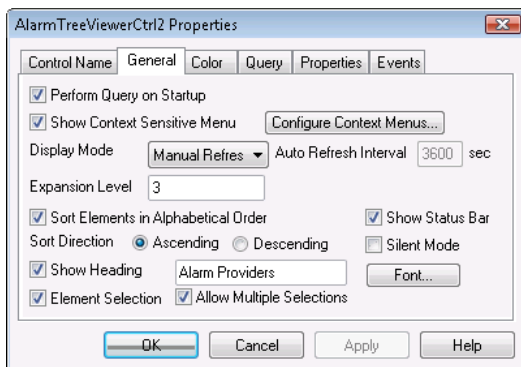 AlarmTreeViewerCtrl2 Properties
Control Name General Color Query Properties Events
Perform Query on Startup
Show Context Sensitive Menu Configure Context Menus...
Display Mode Manual Refres Auto Refresh Interval 3600 sec
Expansion Level 3
Sort Elements in Alphabetical Order Show Status Bar
Sort Direction Ascending Descending Silent Mode
Show Heading Alarm Providers Font...
Element Selection Allow Multiple Selections
OK Cancel Apply Help